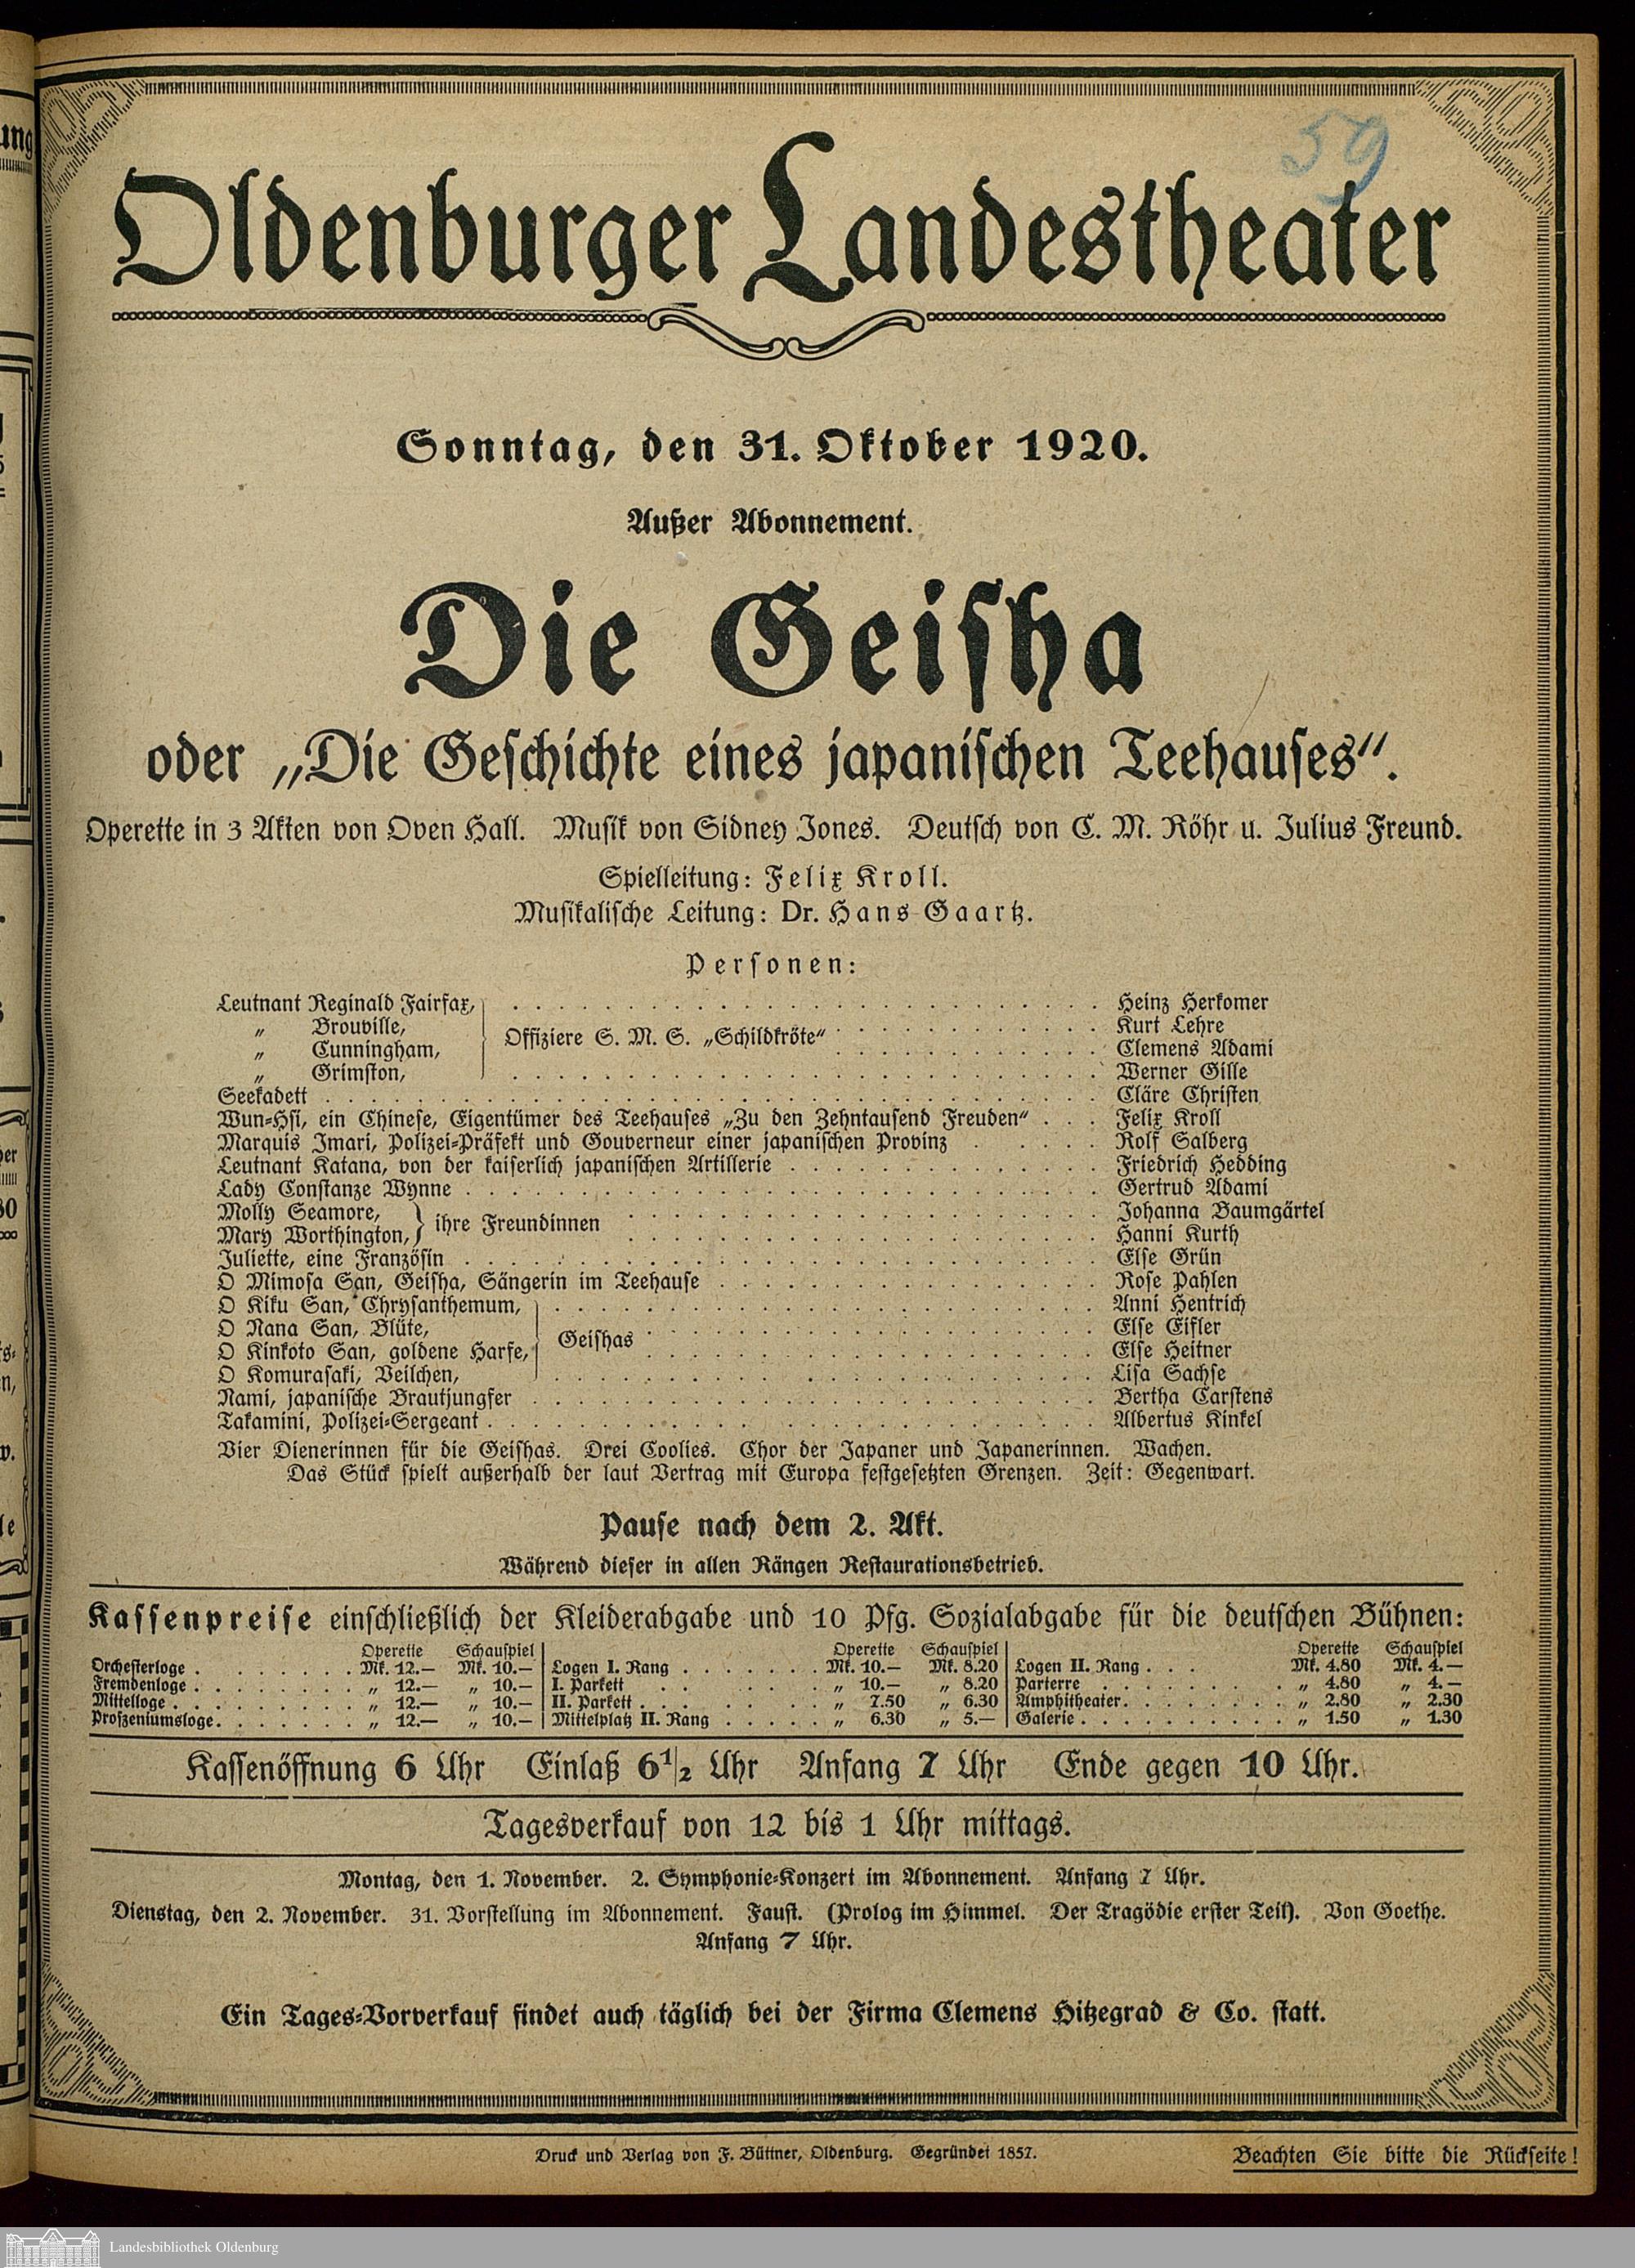 59
Oldenburger Landestheater
Sonntag, den 31. Oktober 1920.
Außer Abonnement.
Die Geisha
oder „Die Geschichte eines japanischen Teehauses“.
Operette in 3 Akten von Oven Hall. Musik von Sidney Jones. Deutsch von C. M. Röhr u. Julius Freund.
Spielleitung: Felix Kroll.
Musikalische Leitung: Dr. Hans Gaartz.
Personen:
Leutnant Reginald Fairfax, . . . Heinz Herkomer
„ Brouville, Offiziere S. M. S. „Schildkröte“ . . . Kurt Lehre
„ Cunningham, . . . Clemens Adami
„ Grimston, . . . Werner Gille
Seekadett . . . Cläre Christen
Wun-Hsi, ein Chinese, Eigentümer des Teehauses „Zu den Zehntausend Freuden“ . . . Felix Kroll
Marquis Imari, Polizei-Präfekt und Gouverneur einer japanischen Provinz . . . Rolf Salberg
Leutnant Katana, von der kaiserlich japanischen Artillerie . . . Friedrich Hedding
Lady Constanze Wynne . . . Gertrud Adami
Molly Seamore, } ihre Freundinnen . . . Johanna Baumgärtel
Mary Worthington, . . . Hanni Kurth
Juliette, eine Französin . . . Else Grün
O Mimosa San, Geisha, Sängerin im Teehause . . . Rose Pahlen
O Kiku San, Chrysanthemum, . . . Anni Hentrich
O Nana San, Blüte, Geishas . . . Else Eifler
O Kinkoto San, goldene Harfe, . . . Else Heitner
O Komurasaki, Veilchen, . . . Lisa Sachse
Nami, japanische Brautjungfer . . . Bertha Carstens
Takamini, Polizei-Sergeant . . . Albertus Kinkel
Vier Dienerinnen für die Geishas. Drei Coolies. Chor der Japaner und Japanerinnen. Wachen.
Das Stück spielt außerhalb der laut Vertrag mit Europa festgesetzten Grenzen. Zeit: Gegenwart.
Pause nach dem 2. Akt.
Während dieser in allen Rängen Restaurationsbetrieb.
Kassenpreise einschließlich der Kleiderabgabe und 10 Pfg. Sozialabgabe für die deutschen Bühnen:
Operette Schauspiel Operette Schauspiel Operette Schauspiel
Orchesterloge . . . Mk. 12.— Mk. 10.— Logen I. Rang . . . Mk. 10.— Mk. 8.20 Logen II. Rang . . . Mk. 4.80 Mk. 4.—
Fremdenloge . . . „ 12.— „ 10.— I. Parkett . . . „ 10.— „ 8.20 Parterre . . . „ 4.80 „ 4.—
Mittelloge . . . „ 12.— „ 10.— II. Parkett . . . „ 7.50 „ 6.30 Amphitheater . . . „ 2.80 „ 2.30
Proszeniumsloge . . . „ 12.— „ 10.— Mittelplatz II. Rang . . . „ 6.30 „ 5.— Galerie . . . „ 1.50 „ 1.30
Kassenöffnung 6 Uhr Einlaß 6 1/2 Uhr Anfang 7 Uhr Ende gegen 10 Uhr.
Tagesverkauf von 12 bis 1 Uhr mittags.
Montag, den 1. November. 2. Symphonie-Konzert im Abonnement. Anfang 7 Uhr.
Dienstag, den 2. November. 31. Vorstellung im Abonnement. Faust. (Prolog im Himmel. Der Tragödie erster Teil). Von Goethe.
Anfang 7 Uhr.
Ein Tages-Vorverkauf findet auch täglich bei der Firma Clemens Hitzegrad & Co. statt.
Druck und Verlag von F. Büttner, Oldenburg. Gegründet 1857.
Beachten Sie bitte die Rückseite!
Landesbibliothek Oldenburg